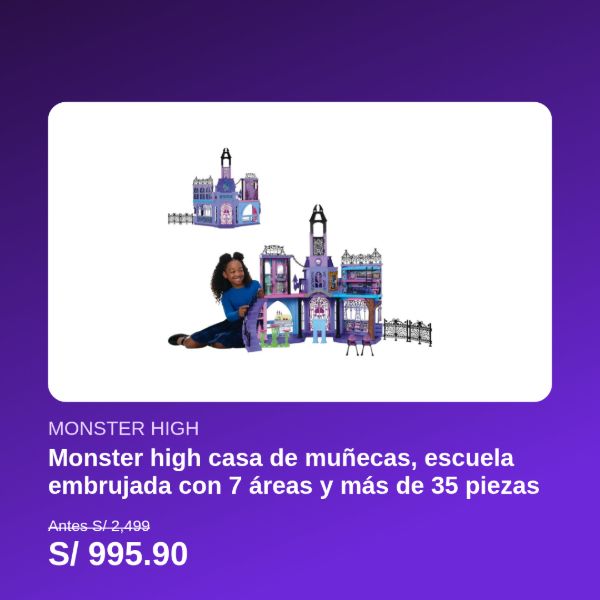 MONSTER HIGH
Monster high casa de muñecas, escuela
embrujada con 7 áreas y más de 35 piezas
Antes S/ 2,499
S/ 995.90